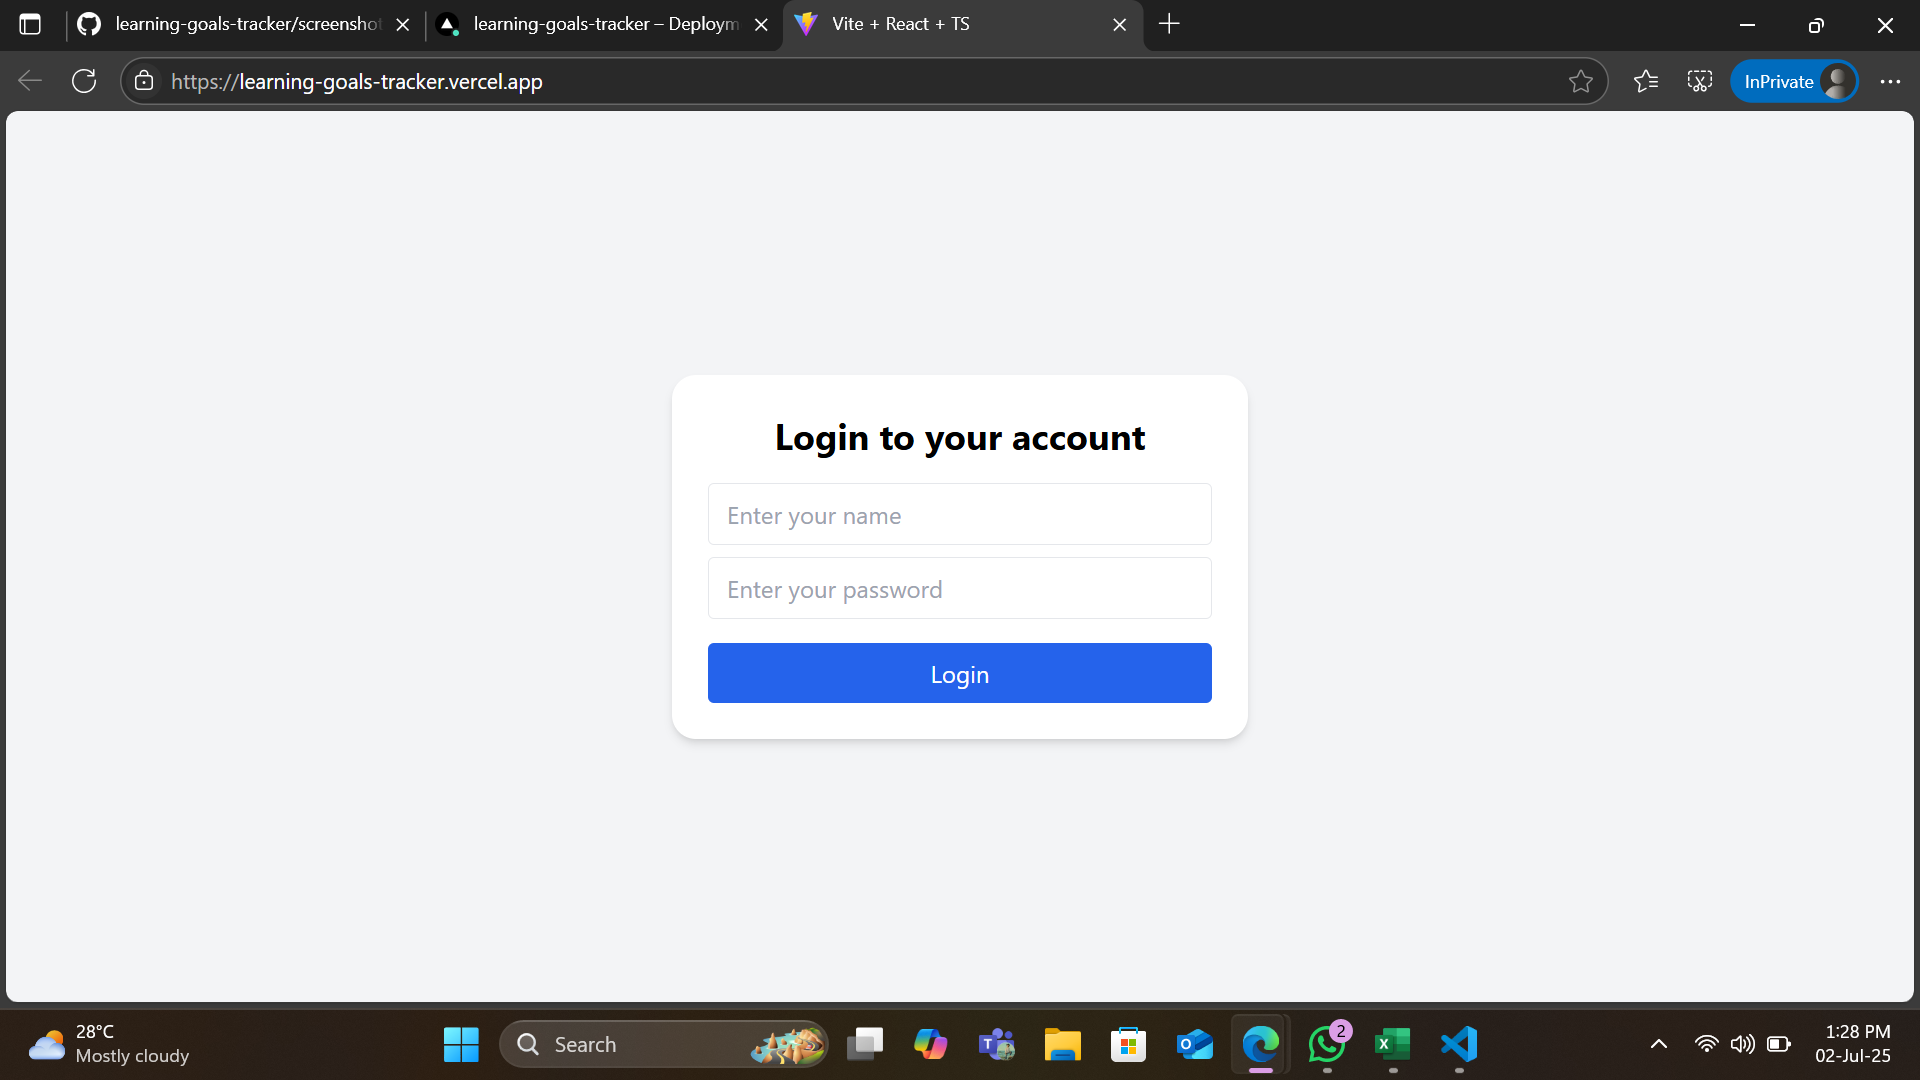 learning-goals-tracker/screenshot
learning-goals-tracker – Deploym
Vite + React + TS
https://learning-goals-tracker.vercel.app
InPrivate
Login to your account
Enter your name
Enter your password
Login
28°C
Mostly cloudy
Search
T
O
2
X
1:28 PM
02-Jul-25